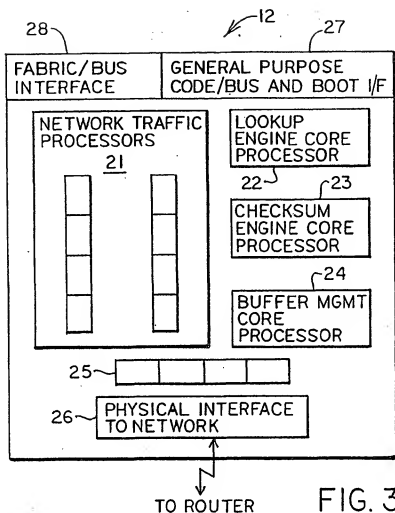 12
28
27
FABRIC/BUS
INTERFACE
GENERAL PURPOSE
CODE/BUS AND BOOT I/F
NETWORK TRAFFIC
PROCESSORS
21
LOOKUP
ENGINE CORE
PROCESSOR
22
23
CHECKSUM
ENGINE CORE
PROCESSOR
24
BUFFER MGMT
CORE
PROCESSOR
25
26
PHYSICAL INTERFACE
TO NETWORK
TO ROUTER
FIG. 3